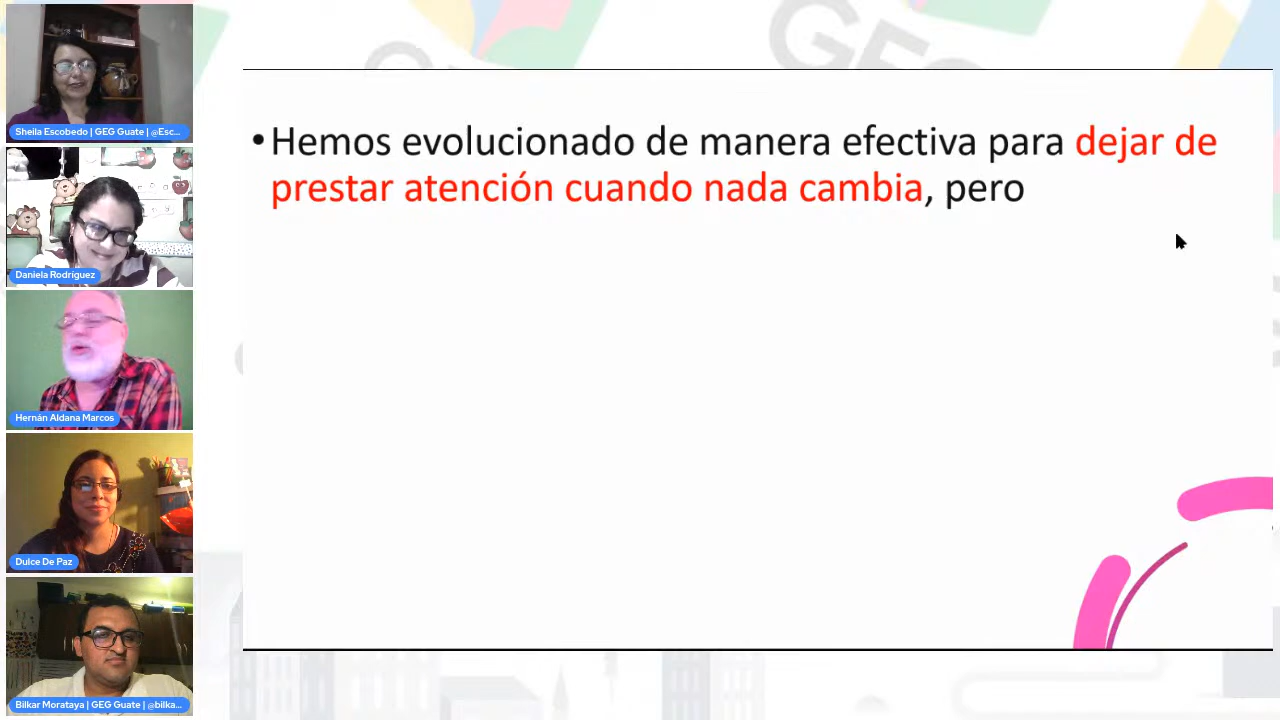 GEG
Sheila Escobedo | GEG Guate | @Esc...
Daniela Rodríguez
Hernán Aldana Marcos
Dulce De Paz
Bilkar Morataya | GEG Guate | @bilka...
• Hemos evolucionado de manera efectiva para dejar de
prestar atención cuando nada cambia, pero